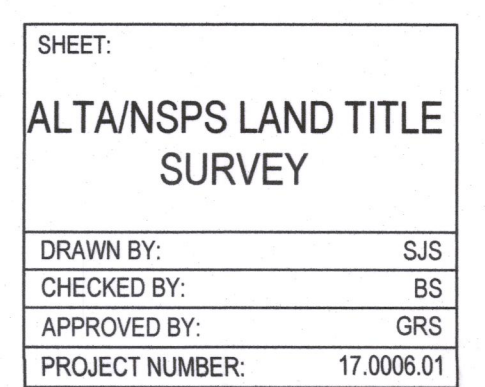 SHEET:
ALTA/NSPS LAND TITLE
SURVEY
DRAWN BY: SJS
CHECKED BY: BS
APPROVED BY: GRS
PROJECT NUMBER: 17.0006.01